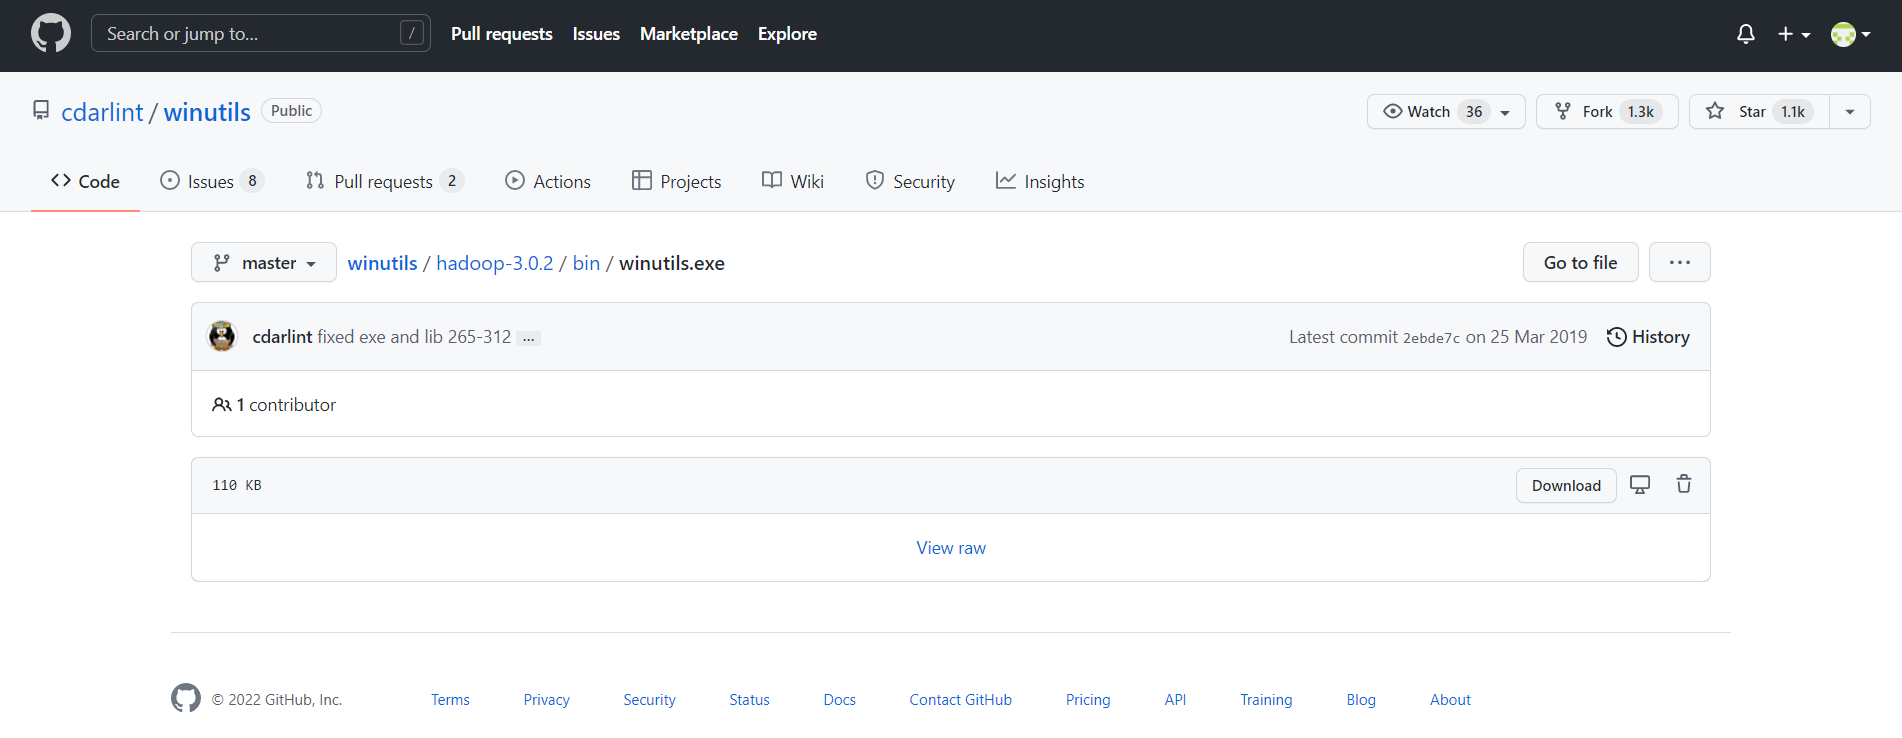 Search or jump to... /
Pull requests Issues Marketplace Explore
cdarlint / winutils Public
Watch 36 Fork 1.3k Star 1.1k
Code Issues 8 Pull requests 2 Actions Projects Wiki Security Insights
master winutils / hadoop-3.0.2 / bin / winutils.exe Go to file ...
cdarlint fixed exe and lib 265-312 ... Latest commit 2ebde7c on 25 Mar 2019 History
1 contributor
110 KB Download
View raw
© 2022 GitHub, Inc. Terms Privacy Security Status Docs Contact GitHub Pricing API Training Blog About